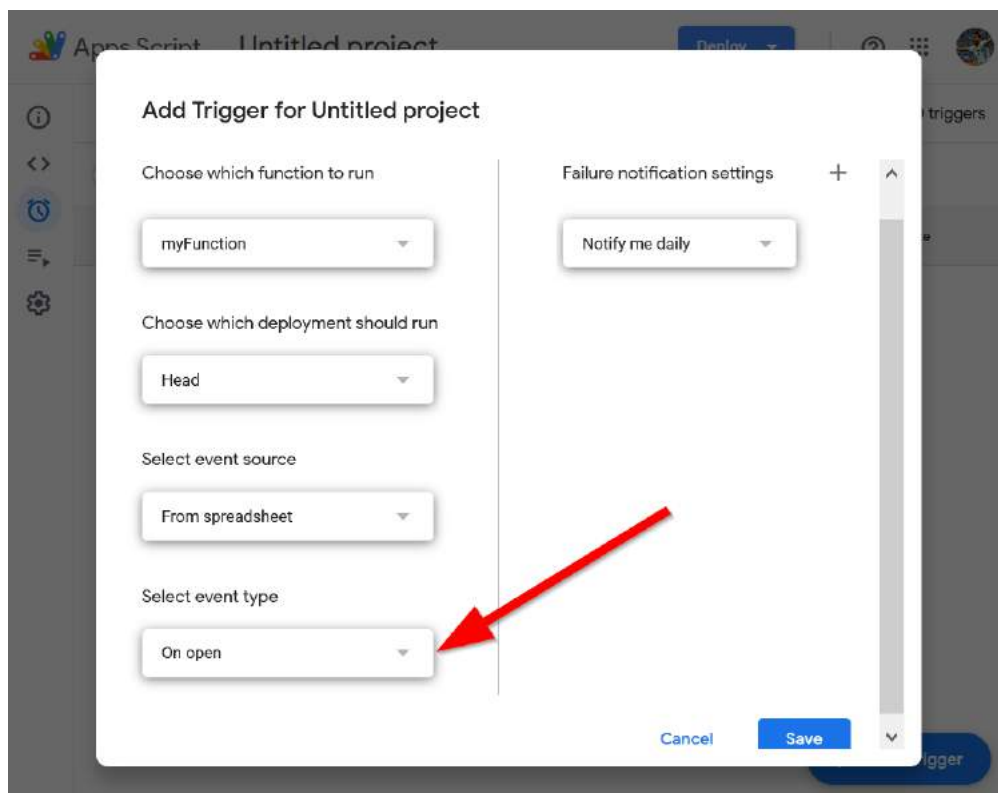 Apps Script Untitled project
Deploy
Add Trigger for Untitled project
triggers
Choose which function to run
myFunction
Choose which deployment should run
Head
Select event source
From spreadsheet
Select event type
On open
Failure notification settings
Notify me daily
Cancel
Save